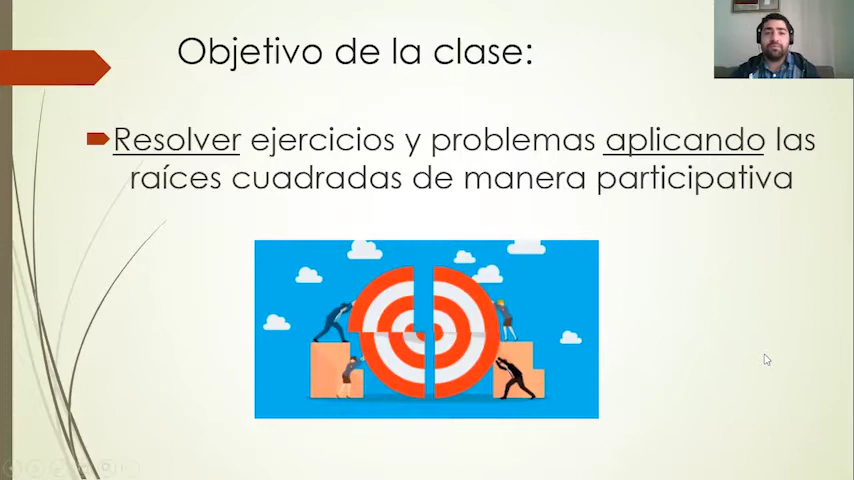 Objetivo de la clase:
Resolver ejercicios y problemas aplicando las
raíces cuadradas de manera participativa